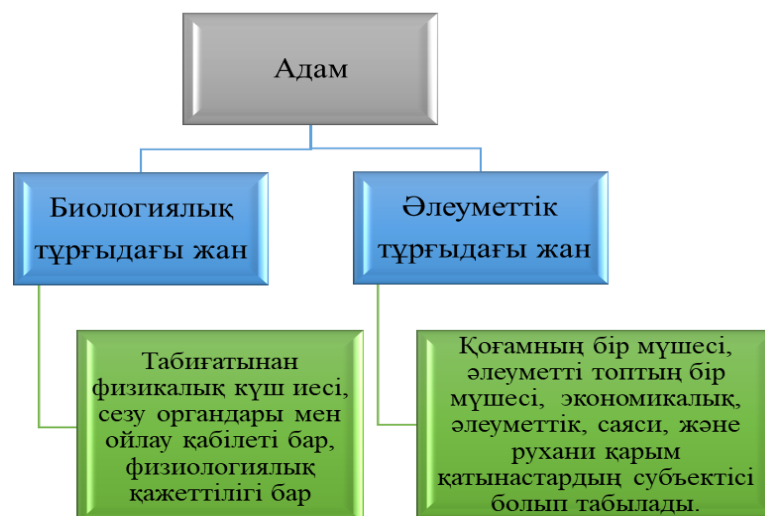 Адам
Биологиялық
тұрғыдағы жан
Әлеуметтік
тұрғыдағы жан
Табиғатынан
физикалық күш иесі,
сезу органдары мен
ойлау қабілеті бар,
физиологиялық
қажеттілігі бар
Қоғамның бір мүшесі,
әлеуметті топтың бір
мүшесі, экономикалық,
әлеуметтік, саяси, және
рухани қарым
қатынастардың субъектісі
болып табылады.